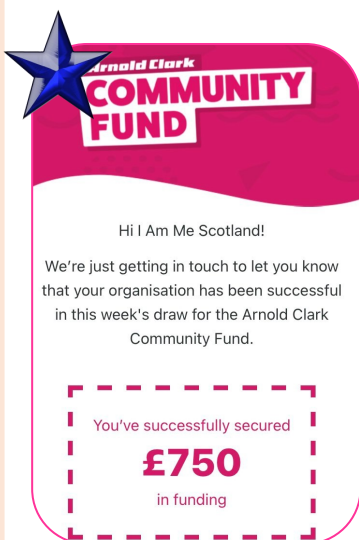 Arnold Clark
COMMUNITY
FUND
Hi I Am Me Scotland!
We're just getting in touch to let you know
that your organisation has been successful
in this week's draw for the Arnold Clark
Community Fund.
You've successfully secured
£750
in funding